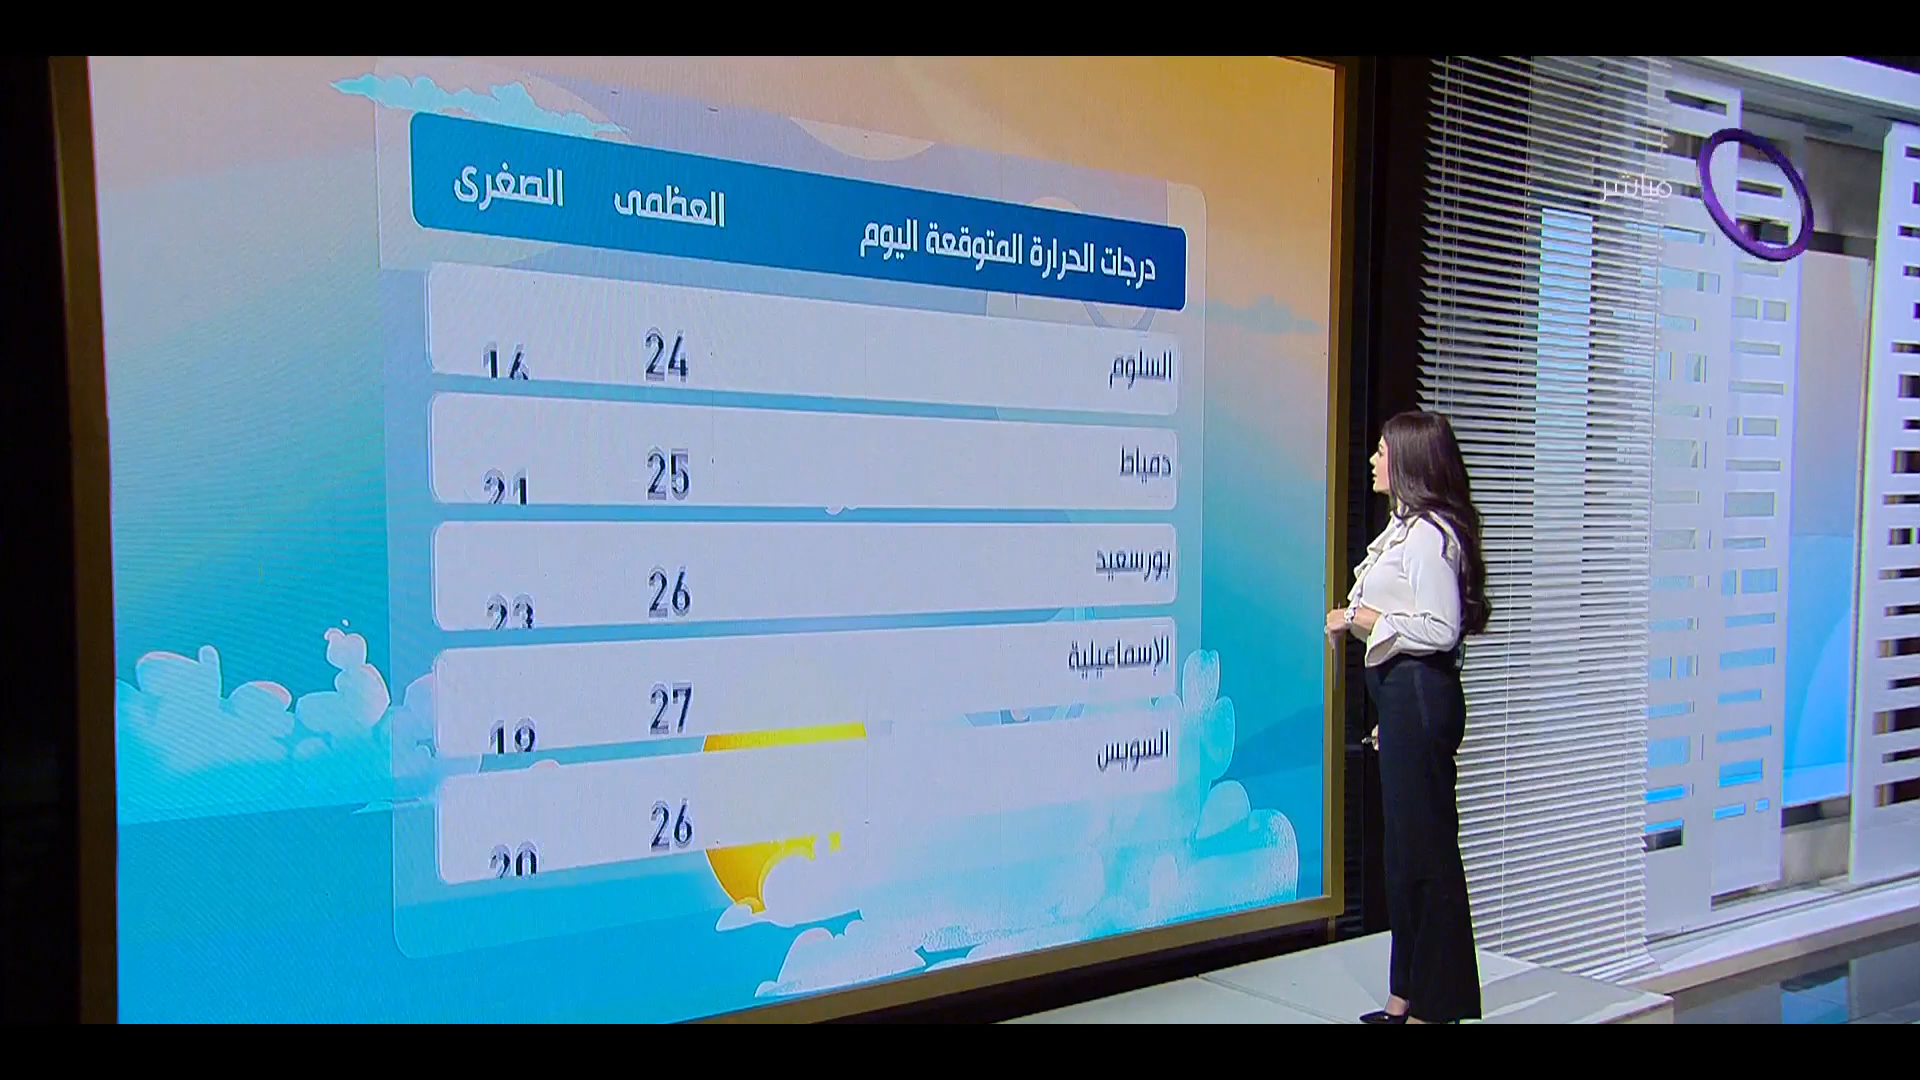 درجات الحرارة المتوقعة اليوم العظمى الصغرى
السلوم 24 16
دمياط 25 21
بورسعيد 26 23
الإسماعيلية 27 19
السويس 26 20
مباشر